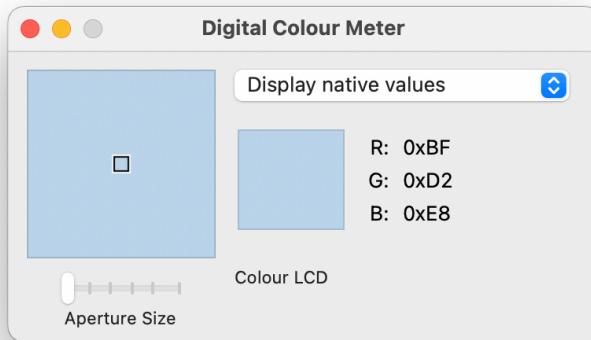 Digital Colour Meter
Display native values
R: 0xBF
G: 0xD2
B: 0xE8
Colour LCD
Aperture Size